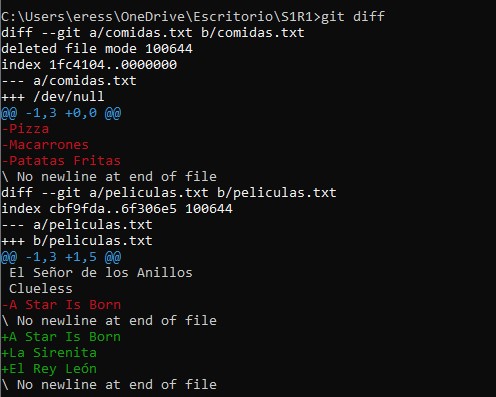 C:\Users\eress\OneDrive\Escritorio\S1R1>git diff
diff --git a/comidas.txt b/comidas.txt
deleted file mode 100644
index 1fc4104..0000000
--- a/comidas.txt
+++ /dev/null
@@ -1,3 +0,0 @@
-Pizza
-Macarrones
-Patatas Fritas
\ No newline at end of file
diff --git a/peliculas.txt b/peliculas.txt
index cbf9fda..6f306e5 100644
--- a/peliculas.txt
+++ b/peliculas.txt
@@ -1,3 +1,5 @@
 El Señor de los Anillos
 Clueless
-A Star Is Born
\ No newline at end of file
+A Star Is Born
+La Sirenita
+El Rey León
\ No newline at end of file